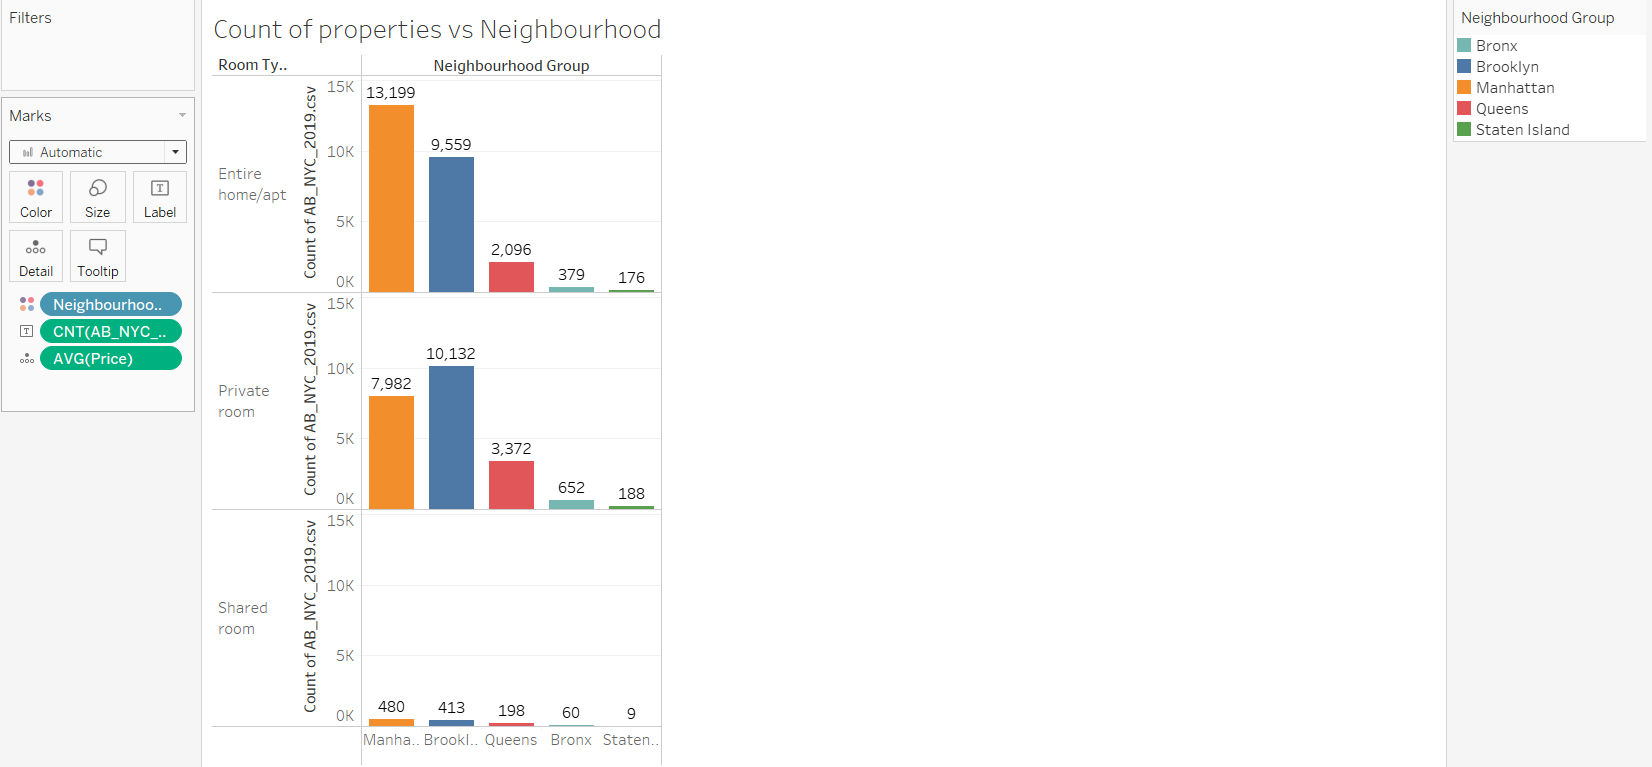 Filters
Marks
Automatic
Color
Size
Label
Detail
Tooltip
Neighbourhoo..
CNT(AB_NYC_..
AVG(Price)
Count of properties vs Neighbourhood
Room Ty..
Neighbourhood Group
Entire
home/apt
Count of AB_NYC_2019.csv
15K
10K
5K
0K
13,199
9,559
2,096
379
176
Private
room
Count of AB_NYC_2019.csv
15K
10K
5K
0K
7,982
10,132
3,372
652
188
Shared
room
Count of AB_NYC_2019.csv
15K
10K
5K
0K
480
413
198
60
9
Manha..
Brookl..
Queens
Bronx
Staten..
Neighbourhood Group
Bronx
Brooklyn
Manhattan
Queens
Staten Island